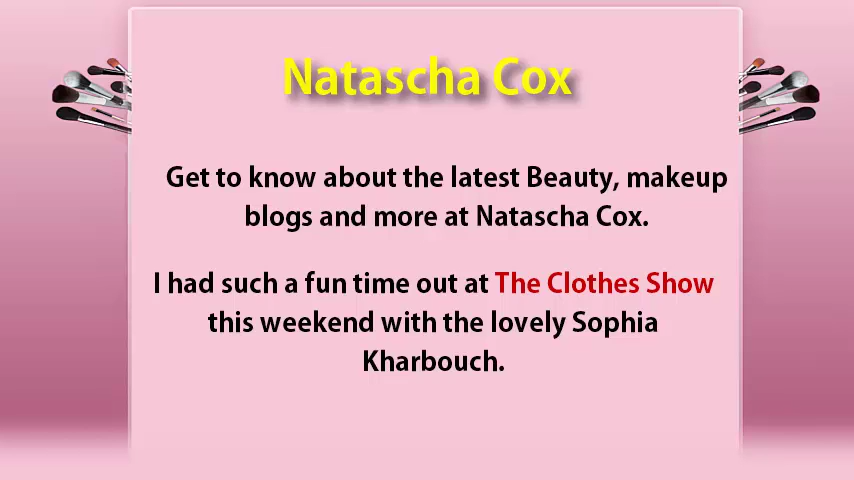 Natascha Cox
Get to know about the latest Beauty, makeup
blogs and more at Natascha Cox.
I had such a fun time out at The Clothes Show
this weekend with the lovely Sophia
Kharbouch.